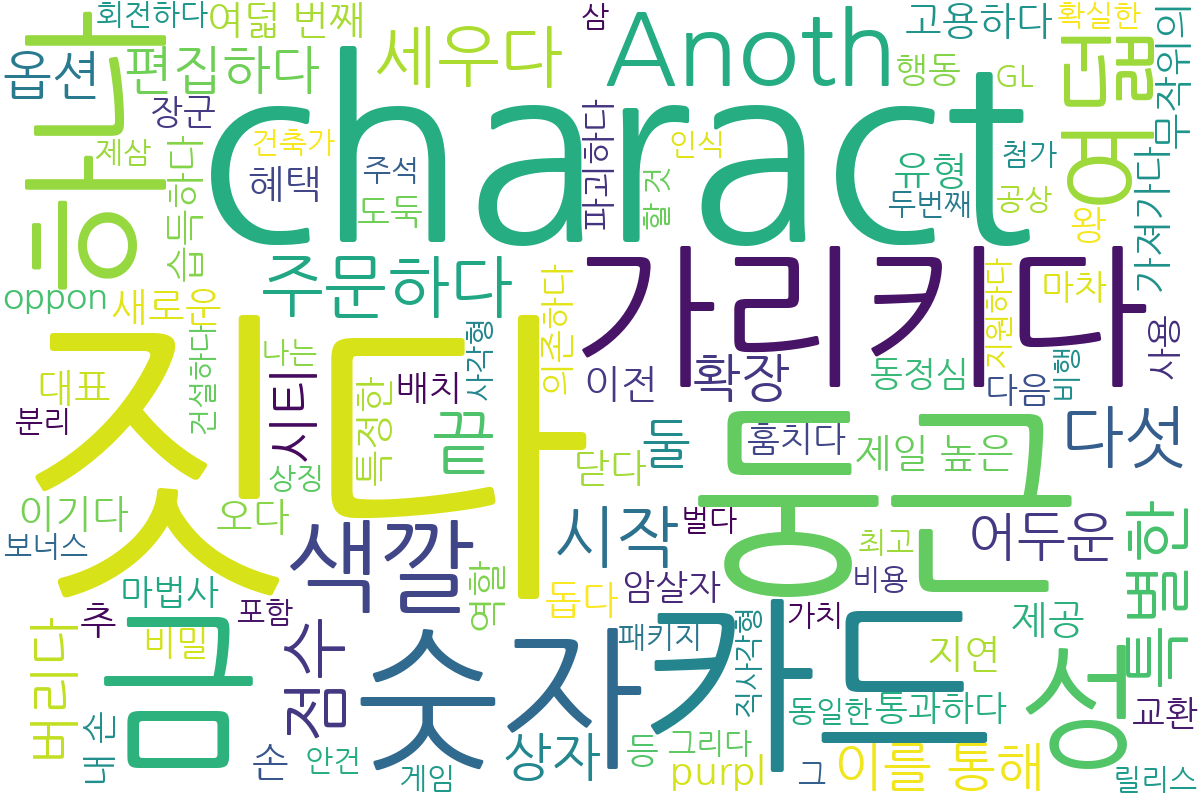 회전하다
여덟 번째
삼
고용하다
확실한
옵션
편집하다
세우다
Anoth
행동
GL
여덟
무작위의
하나
장군
charact
제삼
건축가
주석
혜택
도둑
습득하다
파괴하다
인식
할 것
유형
첨가
두번째
공상
왕
가져가다
oppon
새로운
주문하다
가리키다
의존하다
지원하다
마차
사용
대표
건설하다
나는
시티
사각형
배치
이전
확장
동정심
다음
비행
분리
짓다
특정한
끝
둘
둥근
훔치다
제일 높은
다섯
상징
닫다
이기다
오다
색깔
시작
벌다
어두운
보너스
최고
특별한
마법사
추
포함
역할
돕다
암살자
비용
비밀
패키지
직사각형
가치
제공
버리다
금
점수
숫자
카드
지연
성
내 손
손
안건
게임
상자
등
그리다
purpl
동일한
통과하다
교환
그
이를 통해
릴리스